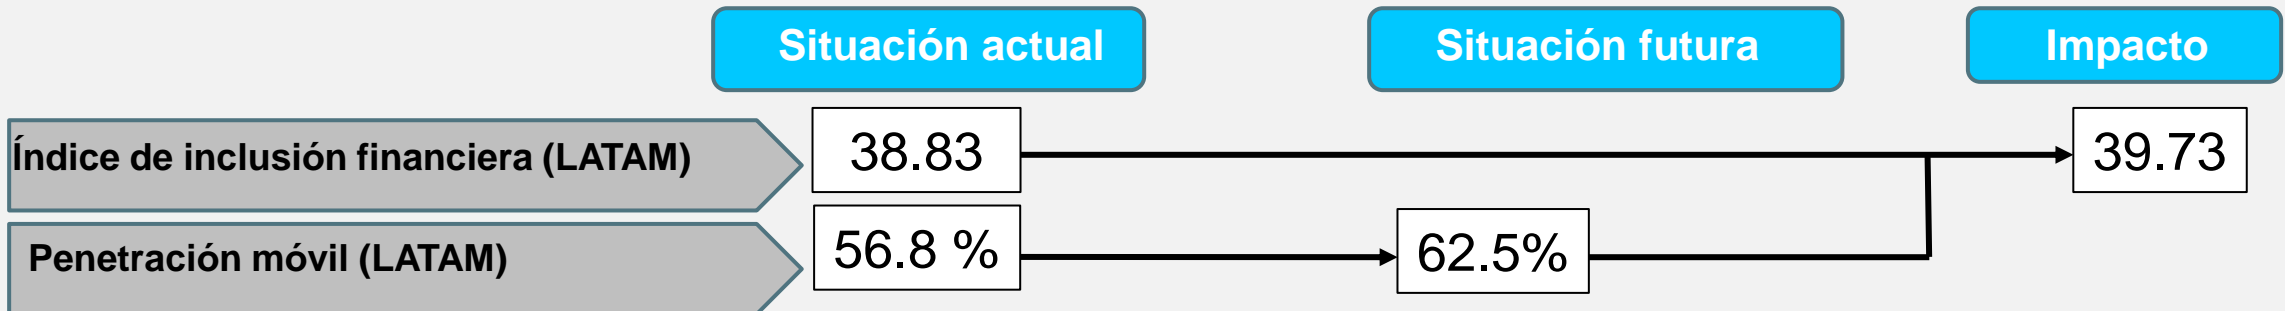 Situación actual
Situación futura
Impacto
Índice de inclusión financiera (LATAM)
38.83
39.73
Penetración móvil (LATAM)
56.8 %
62.5%